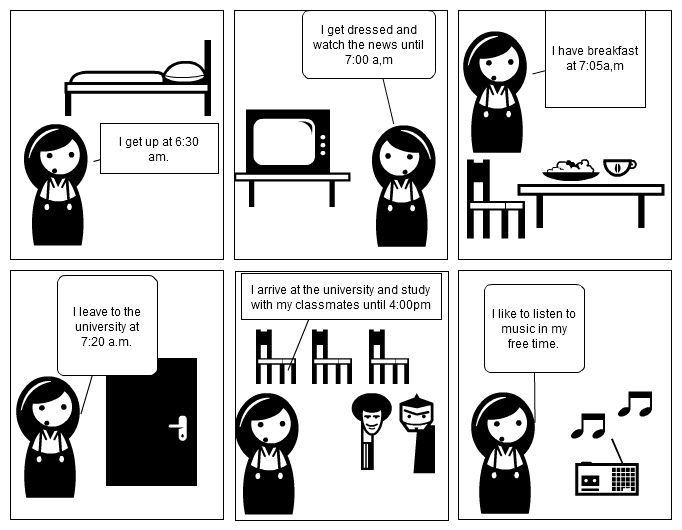 I get up at 6:30
am.
I get dressed and
watch the news until
7:00 a,m
I have breakfast
at 7:05a,m
I leave to the
university at
7:20 a.m.
I arrive at the university and study
with my classmates until 4:00pm
I like to listen to
music in my
free time.